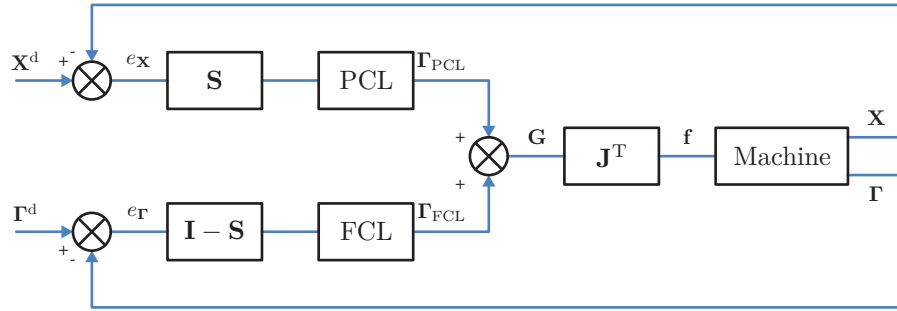 X^d
+
-
e_X
S
PCL
Γ_PCL
+
+
G
J^T
f
Machine
X
Γ
Γ^d
+
-
e_Γ
I − S
FCL
Γ_FCL